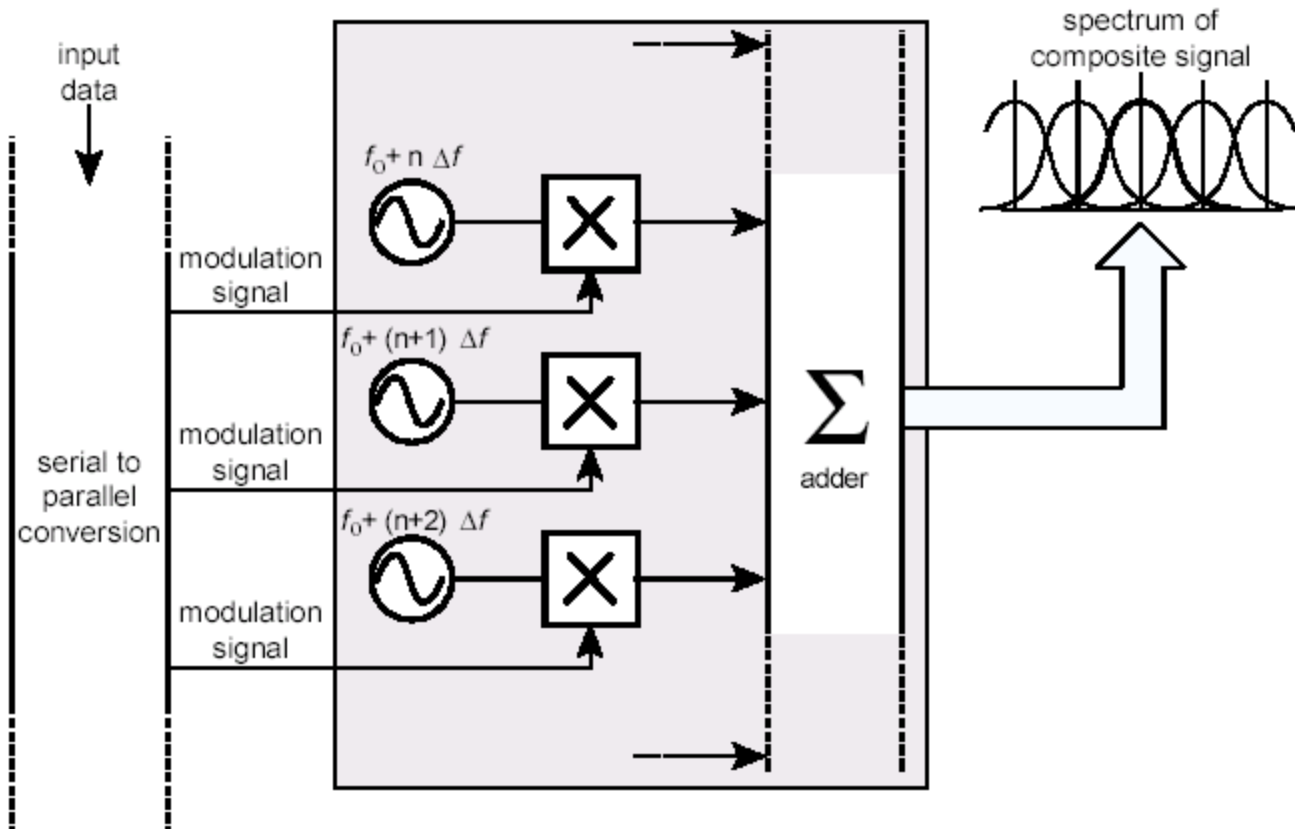 input
data
spectrum of
composite signal
f₀+ n Δf
modulation
signal
f₀+ (n+1) Δf
modulation
signal
serial to
parallel
conversion
Σ
adder
f₀+ (n+2) Δf
modulation
signal